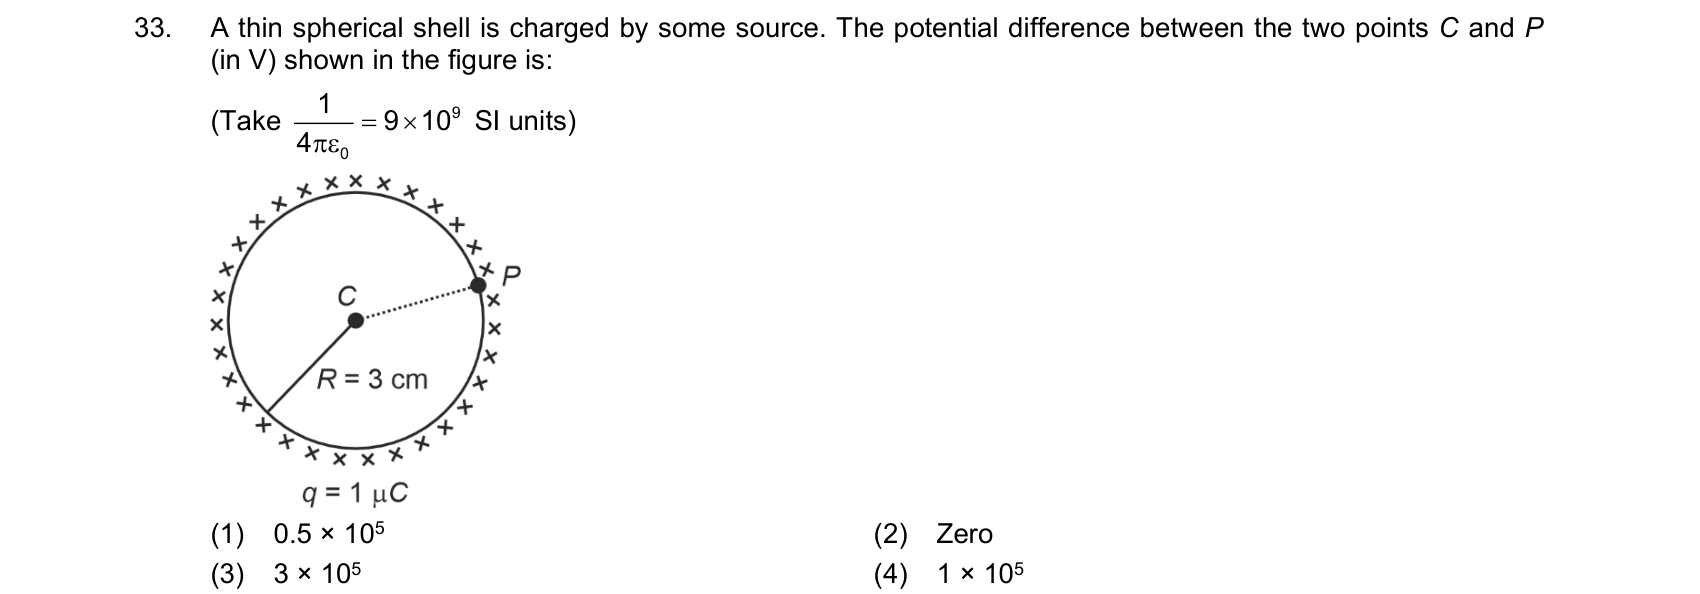 33. A thin spherical shell is charged by some source. The potential difference between the two points C and P
(in V) shown in the figure is:
(Take 1/4πε₀ = 9×10⁹ SI units)
C
P
R = 3 cm
q = 1 μC
(1) 0.5 × 10⁵ (2) Zero
(3) 3 × 10⁵ (4) 1 × 10⁵